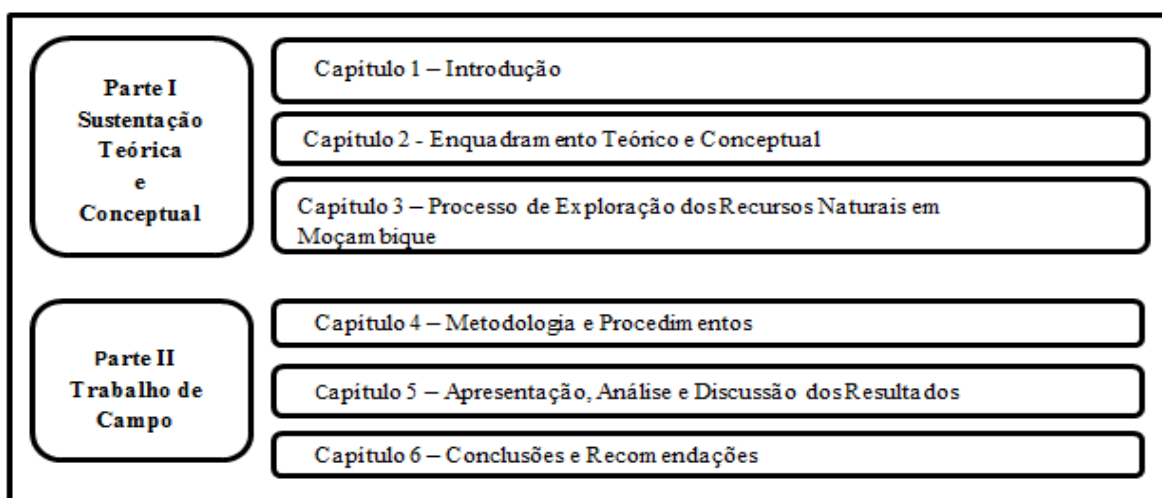 Parte I
Sustentação
Teórica
e
Conceptual
Capítulo 1 – Introdução
Capítulo 2 - Enquadramento Teórico e Conceptual
Capítulo 3 – Processo de Exploração dos Recursos Naturais em
Moçambique
Parte II
Trabalho de
Campo
Capítulo 4 – Metodologia e Procedimentos
Capítulo 5 – Apresentação, Análise e Discussão dos Resultados
Capítulo 6 – Conclusões e Recomendações